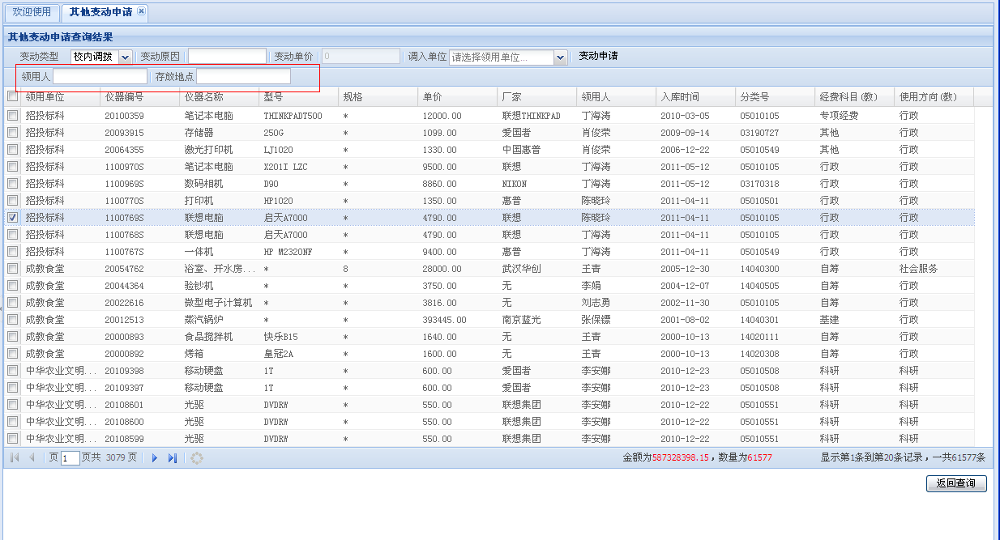 欢迎使用 其他变动申请
其他变动申请查询结果
变动类型 校内调拨 变动原因 变动单价 0 调入单位 请选择领用单位... 变动申请
领用人 存放地点
领用单位 仪器编号 仪器名称 型号 规格 单价 厂家 领用人 入库时间 分类号 经费科目(教) 使用方向(教)
招投标科 20100359 笔记本电脑 THINKPADT500 * 12000.00 联想THINKPAD 丁海涛 2010-03-05 05010105 专项经费 行政
招投标科 20093915 存储器 250G * 1099.00 爱国者 肖俊荣 2009-09-14 03190727 其他 行政
招投标科 20064355 激光打印机 LJ1020 * 1330.00 中国惠普 肖俊荣 2006-12-22 05010549 其他 行政
招投标科 1100970S 笔记本电脑 X201I LZC * 9500.00 联想 丁海涛 2011-05-12 05010105 行政 行政
招投标科 1100969S 数码相机 D90 * 8860.00 NIKON 丁海涛 2011-05-12 03170318 行政 行政
招投标科 1100770S 打印机 HP1020 * 1350.00 惠普 陈晓玲 2011-04-11 05010501 行政 行政
招投标科 1100769S 联想电脑 启天A7000 * 4790.00 联想 陈晓玲 2011-04-11 05010105 行政 行政
招投标科 1100768S 联想电脑 启天A7000 * 4790.00 联想 丁海涛 2011-04-11 05010105 行政 行政
招投标科 1100767S 一体机 HP M2320NF * 9400.00 惠普 丁海涛 2011-04-11 05010549 行政 行政
成教食堂 20054762 浴室、开水房... * 8 28000.00 武汉华创 王青 2005-12-30 14040300 自筹 社会服务
成教食堂 20044364 验钞机 * * 3750.00 无 李娟 2004-12-07 14040505 自筹 行政
成教食堂 20022616 微型电子计算机 * * 3816.00 无 刘志勇 2002-11-30 05010105 自筹 行政
成教食堂 20012513 蒸汽锅炉 * * 393445.00 南京蓝光 张保镖 2001-08-02 14040301 基建 行政
成教食堂 20000893 食品搅拌机 快乐B15 * 1640.00 无 王青 2000-10-13 14020111 自筹 行政
成教食堂 20000892 烤箱 皇冠2A * 1600.00 无 王青 2000-10-13 14020308 自筹 行政
中华农业文明... 20109398 移动硬盘 1T * 600.00 爱国者 李安娜 2010-12-23 05010508 科研 科研
中华农业文明... 20109397 移动硬盘 1T * 600.00 爱国者 李安娜 2010-12-23 05010508 科研 科研
中华农业文明... 20108601 光驱 DVDRW * 550.00 联想集团 李安娜 2010-12-22 05010551 科研 科研
中华农业文明... 20108600 光驱 DVDRW * 550.00 联想集团 李安娜 2010-12-22 05010551 科研 科研
中华农业文明... 20108599 光驱 DVDRW * 550.00 联想集团 李安娜 2010-12-22 05010551 科研 科研
页 1 页共 3079 页 金额为587328398.15，数量为61577 显示第1条到第20条记录，一共61577条
返回查询